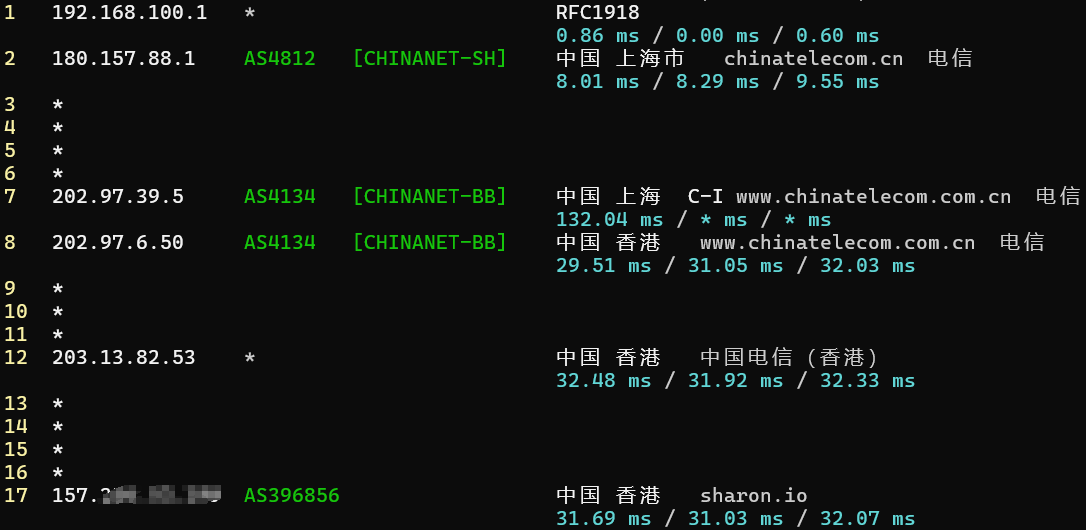 1 192.168.100.1 * RFC1918
0.86 ms / 0.00 ms / 0.60 ms
2 180.157.88.1 AS4812 [CHINANET-SH] 中国 上海市 chinatelecom.cn 电信
8.01 ms / 8.29 ms / 9.55 ms
3 *
4 *
5 *
6 *
7 202.97.39.5 AS4134 [CHINANET-BB] 中国 上海 C-I www.chinatelecom.com.cn 电信
132.04 ms / * ms / * ms
8 202.97.6.50 AS4134 [CHINANET-BB] 中国 香港 www.chinatelecom.com.cn 电信
29.51 ms / 31.05 ms / 32.03 ms
9 *
10 *
11 *
12 203.13.82.53 * 中国 香港 中国电信（香港）
32.48 ms / 31.92 ms / 32.33 ms
13 *
14 *
15 *
16 *
17 157. AS396856 中国 香港 sharon.io
31.69 ms / 31.03 ms / 32.07 ms